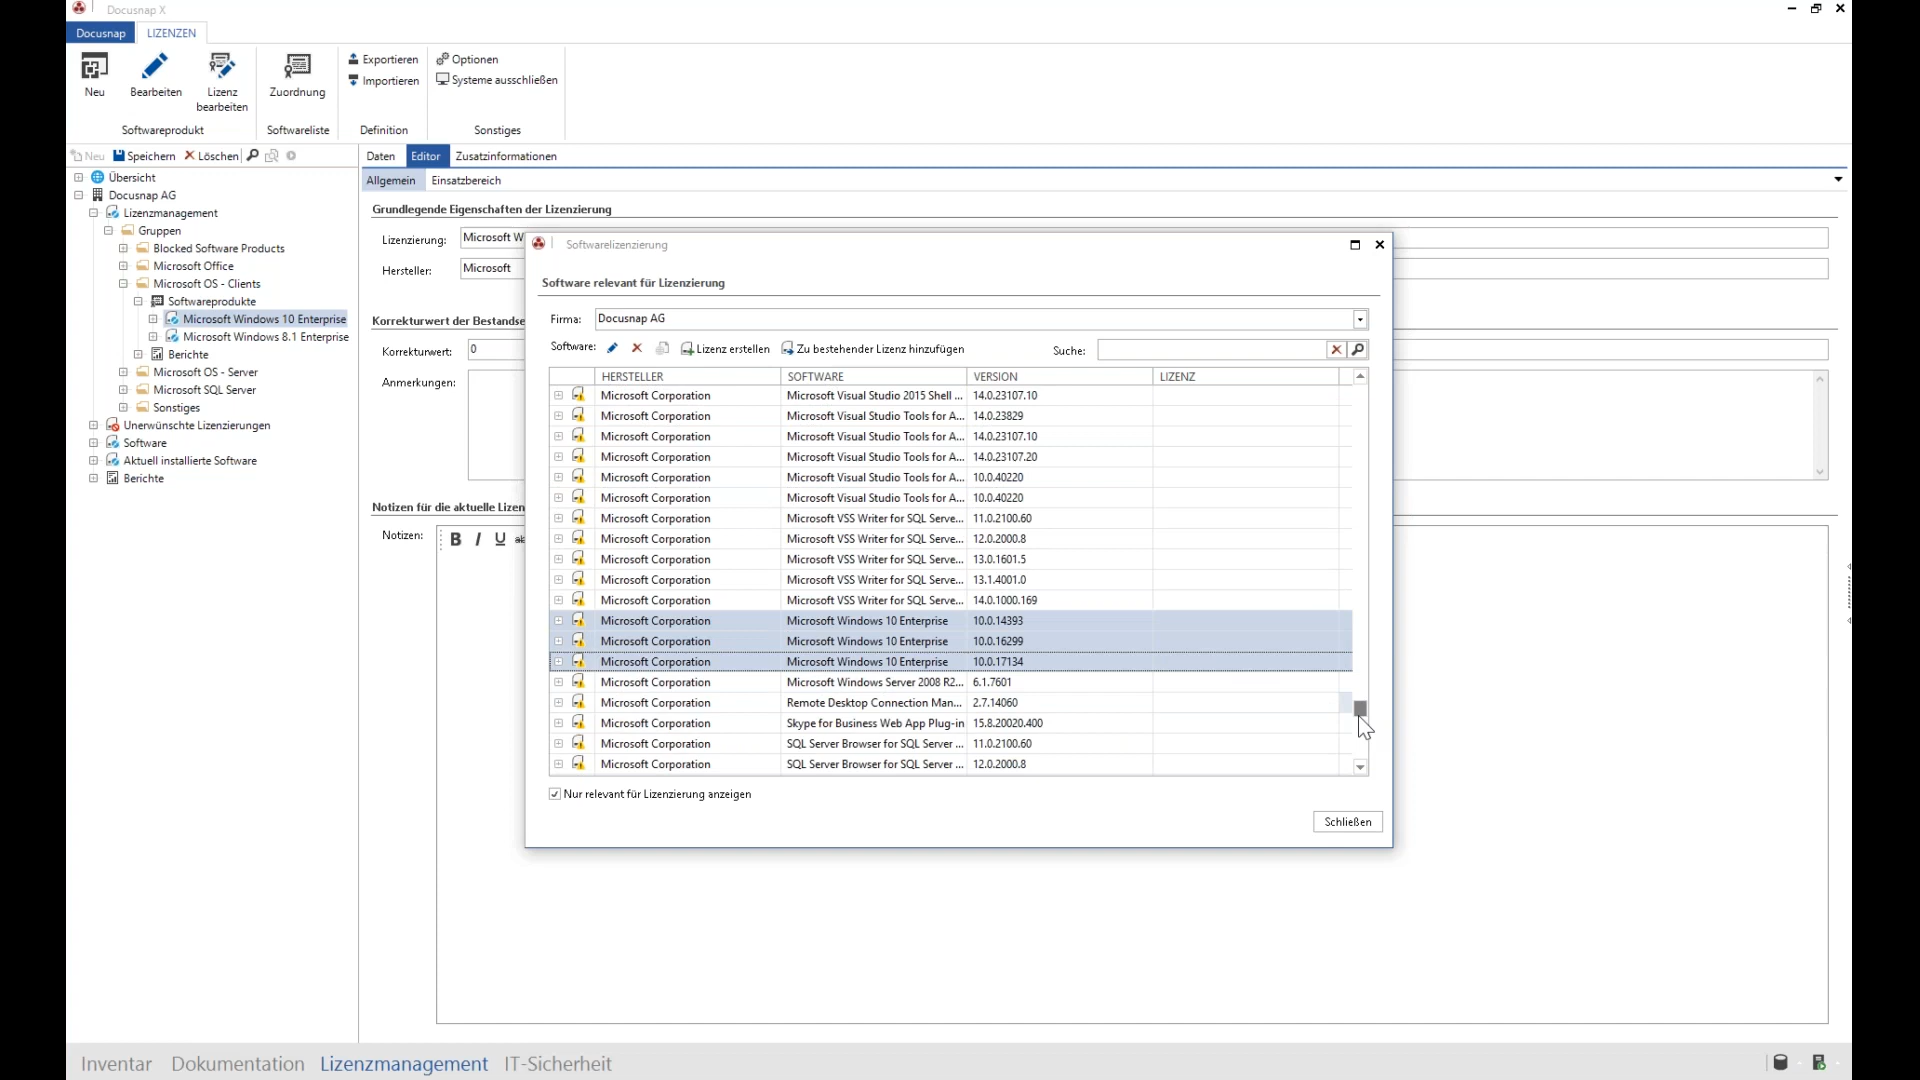 Docusnap X
Docusnap LIZENZEN
Neu
Bearbeiten
Lizenz bearbeiten
Softwareprodukt
Zuordnung
Softwareliste
Exportieren
Importieren
Definition
Optionen
Systeme ausschließen
Sonstiges
Neu Speichern Löschen
Übersicht
Docusnap AG
Lizenzmanagement
Gruppen
Blocked Software Products
Microsoft Office
Microsoft OS - Clients
Softwareprodukte
Microsoft Windows 10 Enterprise
Microsoft Windows 8.1 Enterprise
Berichte
Microsoft OS - Server
Microsoft SQL Server
Sonstiges
Unerwünschte Lizenzierungen
Software
Aktuell installierte Software
Berichte
Daten Editor Zusatzinformationen
Allgemein Einsatzbereich
Grundlegende Eigenschaften der Lizenzierung
Lizenzierung: Microsoft W
Hersteller: Microsoft
Korrekturwert der Bestandse
Korrekturwert: 0
Anmerkungen:
Notizen für die aktuelle Lizen
Notizen: B I U ab
Softwarelizenzierung
Software relevant für Lizenzierung
Firma: Docusnap AG
Software: Lizenz erstellen Zu bestehender Lizenz hinzufügen Suche:
HERSTELLER SOFTWARE VERSION LIZENZ
Microsoft Corporation Microsoft Visual Studio 2015 Shell ... 14.0.23107.10
Microsoft Corporation Microsoft Visual Studio Tools for A... 14.0.23829
Microsoft Corporation Microsoft Visual Studio Tools for A... 14.0.23107.10
Microsoft Corporation Microsoft Visual Studio Tools for A... 14.0.23107.20
Microsoft Corporation Microsoft Visual Studio Tools for A... 10.0.40220
Microsoft Corporation Microsoft Visual Studio Tools for A... 10.0.40220
Microsoft Corporation Microsoft VSS Writer for SQL Serve... 11.0.2100.60
Microsoft Corporation Microsoft VSS Writer for SQL Serve... 12.0.2000.8
Microsoft Corporation Microsoft VSS Writer for SQL Serve... 13.0.1601.5
Microsoft Corporation Microsoft VSS Writer for SQL Serve... 13.1.4001.0
Microsoft Corporation Microsoft VSS Writer for SQL Serve... 14.0.1000.169
Microsoft Corporation Microsoft Windows 10 Enterprise 10.0.14393
Microsoft Corporation Microsoft Windows 10 Enterprise 10.0.16299
Microsoft Corporation Microsoft Windows 10 Enterprise 10.0.17134
Microsoft Corporation Microsoft Windows Server 2008 R2... 6.1.7601
Microsoft Corporation Remote Desktop Connection Man... 2.7.14060
Microsoft Corporation Skype for Business Web App Plug-in 15.8.20020.400
Microsoft Corporation SQL Server Browser for SQL Server ... 11.0.2100.60
Microsoft Corporation SQL Server Browser for SQL Server ... 12.0.2000.8
Nur relevant für Lizenzierung anzeigen
Schließen
Inventar Dokumentation Lizenzmanagement IT-Sicherheit